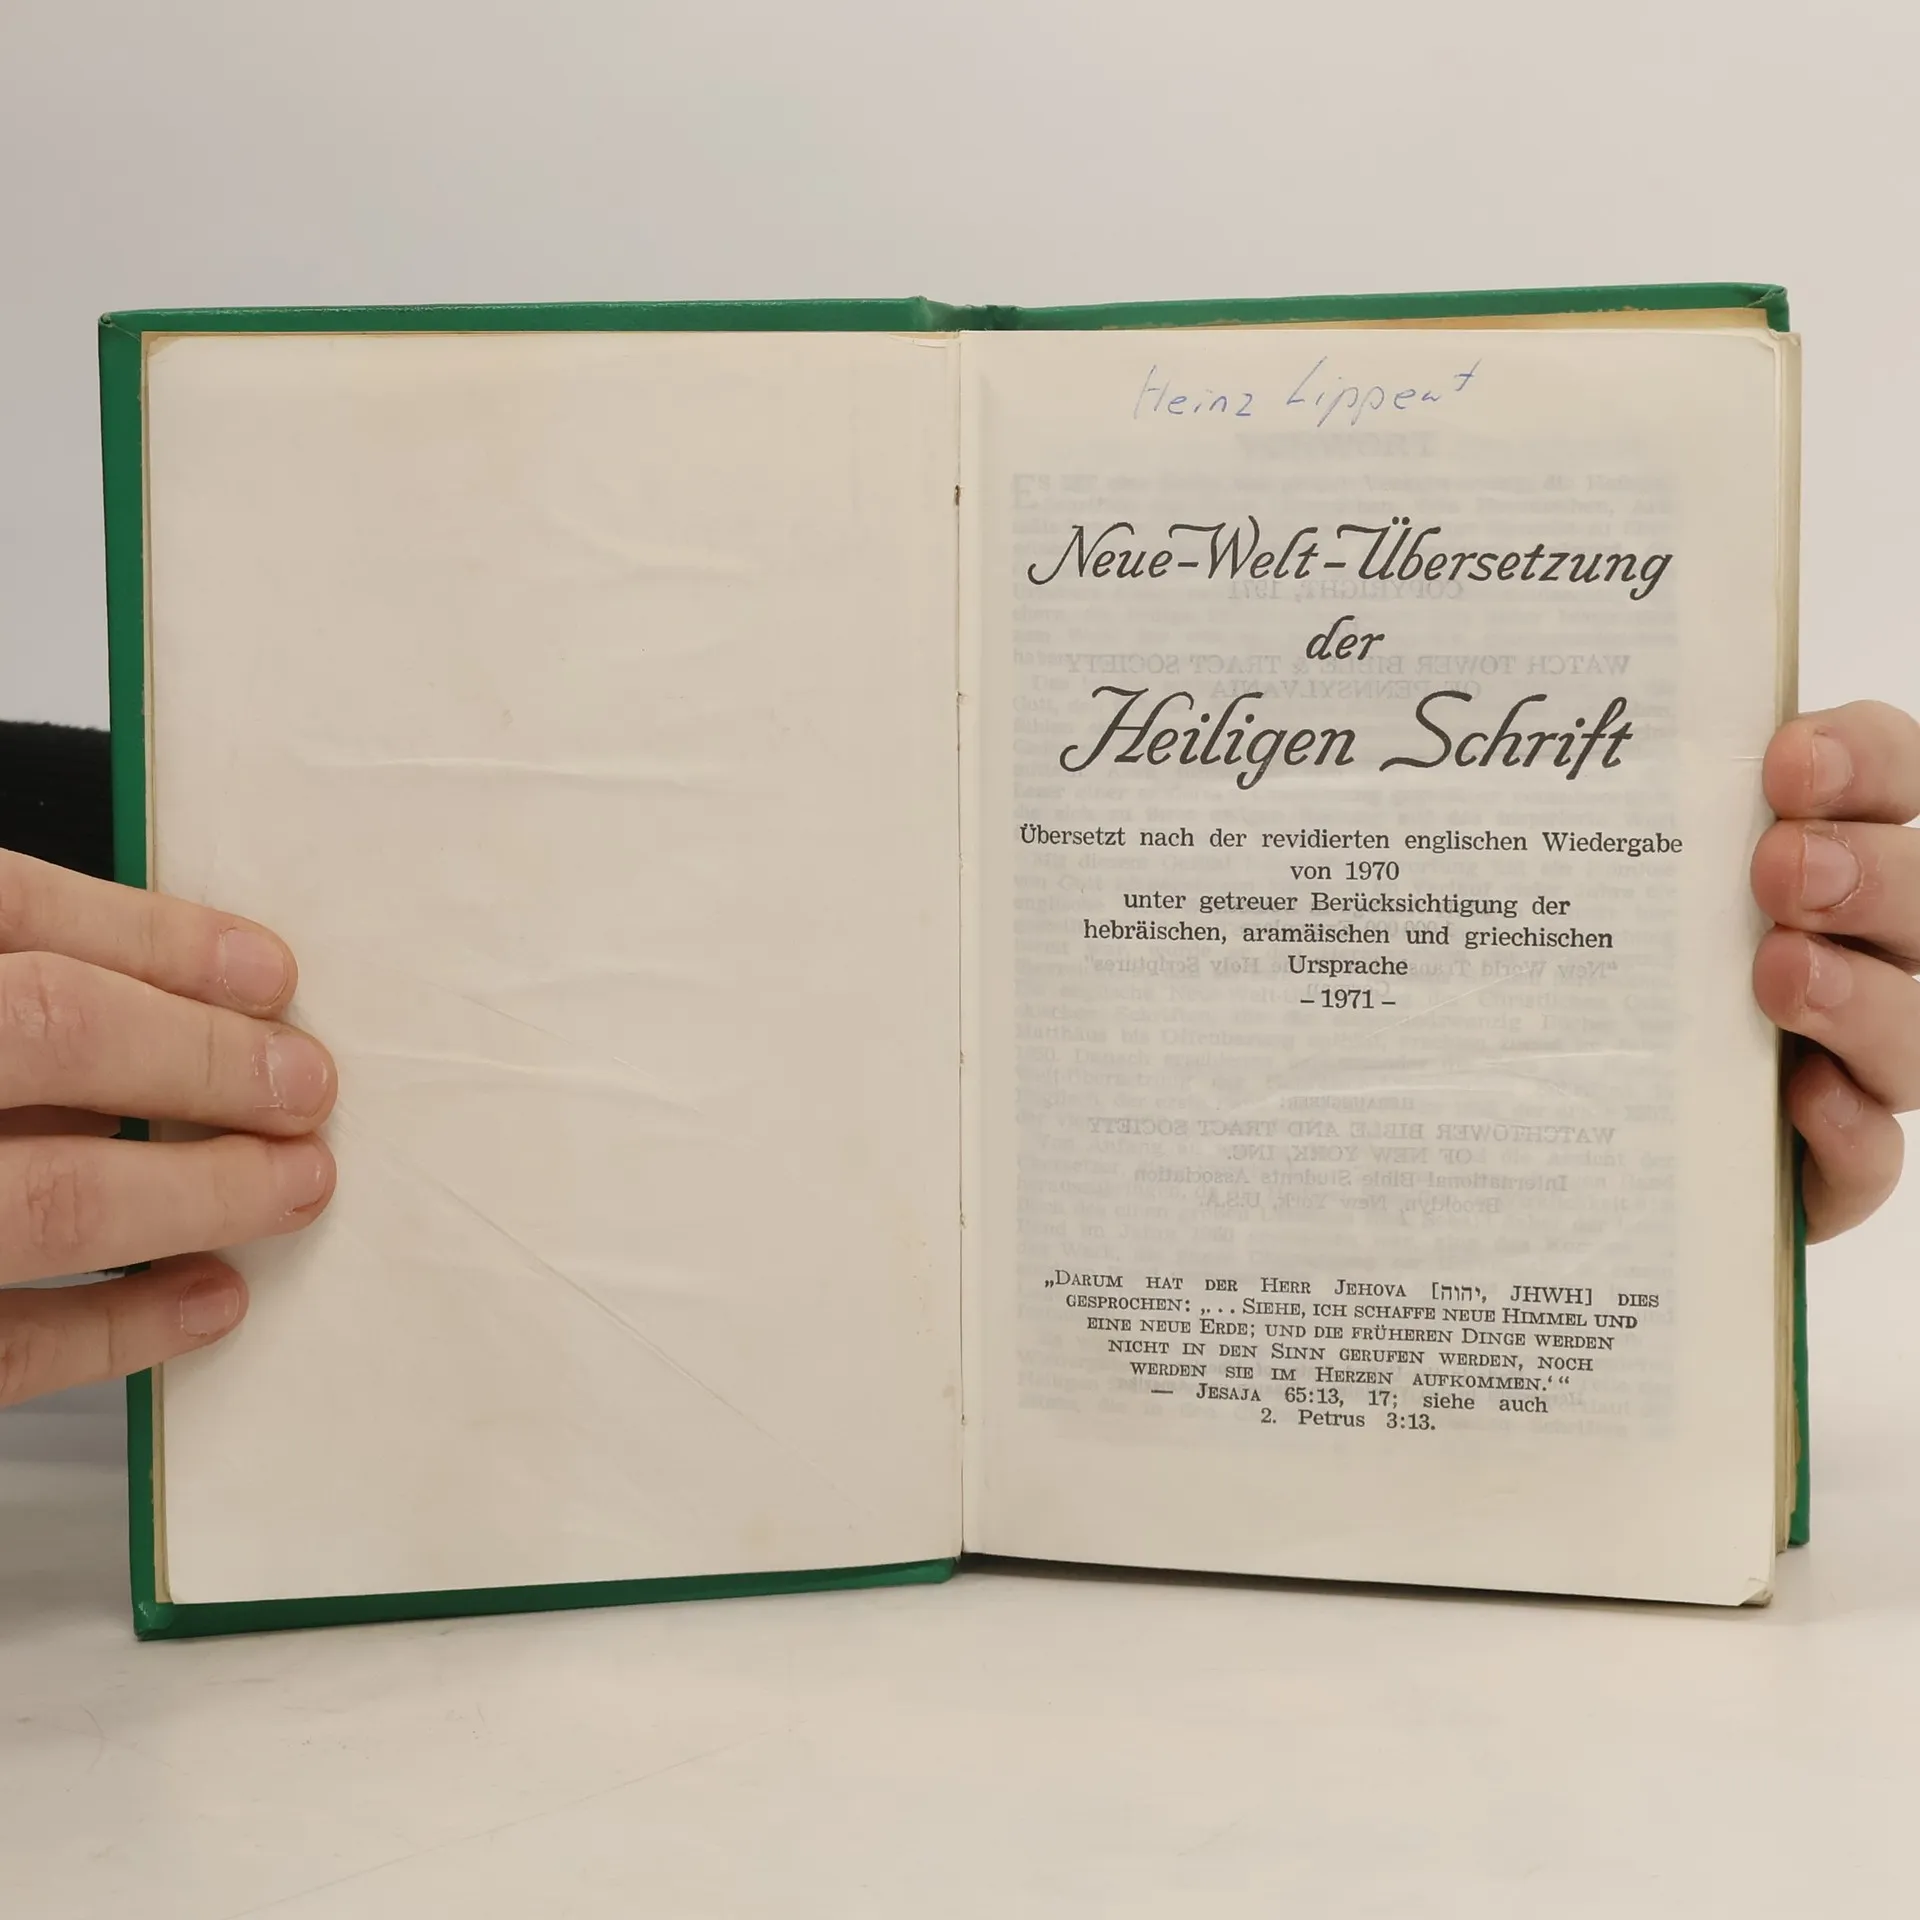 Heinz Lippert
Neue-Welt-Übersetzung
der
Heiligen Schrift
Übersetzt nach der revidierten englischen Wiedergabe
von 1970
unter getreuer Berücksichtigung der
hebräischen, aramäischen und griechischen
Ursprache
– 1971 –
„DARUM HAT DER HERR JEHOVA [יהוה, JHWH] DIES
GESPROCHEN: ‚. . . SIEHE, ICH SCHAFFE NEUE HIMMEL UND
EINE NEUE ERDE; UND DIE FRÜHEREN DINGE WERDEN
NICHT IN DEN SINN GERUFEN WERDEN, NOCH
WERDEN SIE IM HERZEN AUFKOMMEN.‘ “
— JESAJA 65:13, 17; siehe auch
2. Petrus 3:13.